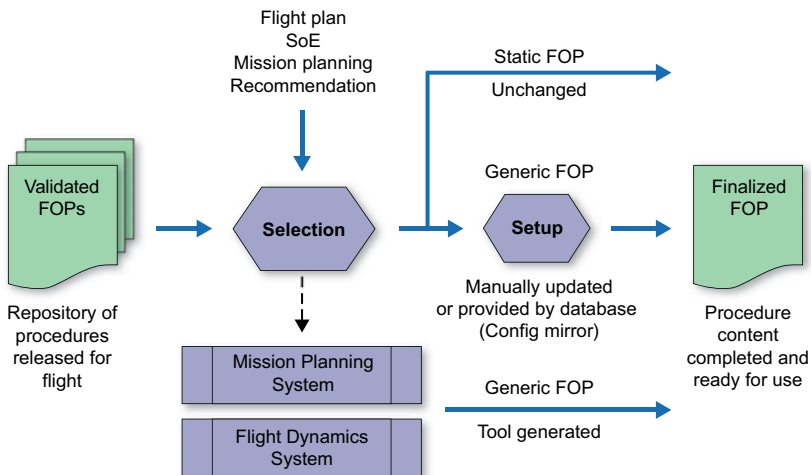 Flight plan
SoE
Mission planning
Recommendation
Static FOP
Unchanged
Validated
FOPs
Selection
Generic FOP
Setup
Finalized
FOP
Manually updated
or provided by database
(Config mirror)
Repository of
procedures
released for
flight
Procedure
content
completed and
ready for use
Mission Planning
System
Generic FOP
Tool generated
Flight Dynamics
System